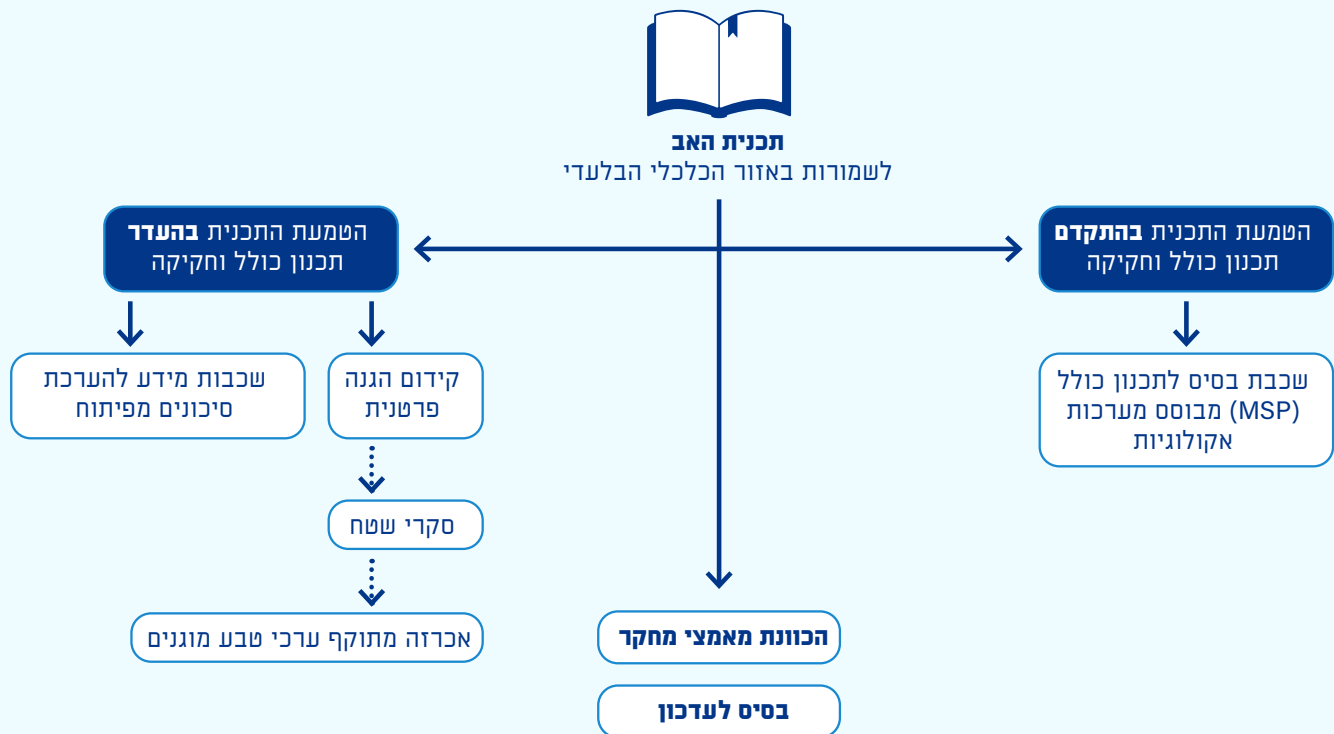 תכנית האב
לשמורות באזור הכלכלי הבלעדי
הטמעת התכנית בהתקדם
תכנון כולל וחקיקה
שכבת בסיס לתכנון כולל
(MSP) מבוסס מערכות
אקולוגיות
הטמעת התכנית בהעדר
תכנון כולל וחקיקה
קידום הגנה
פרטנית
שכבות מידע להערכת
סיכונים מפיתוח
סקרי שטח
אכרזה מתוקף ערכי טבע מוגנים
הכוונת מאמצי מחקר
בסיס לעדכון